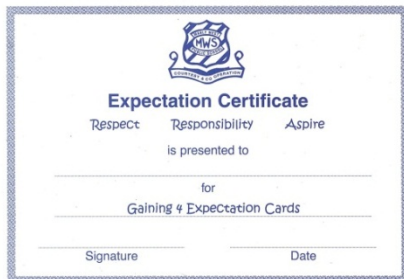 MWS
COURTESY & CO-OPERATION
Expectation Certificate
Respect Responsibility Aspire
is presented to
for
Gaining 4 Expectation Cards
Signature Date